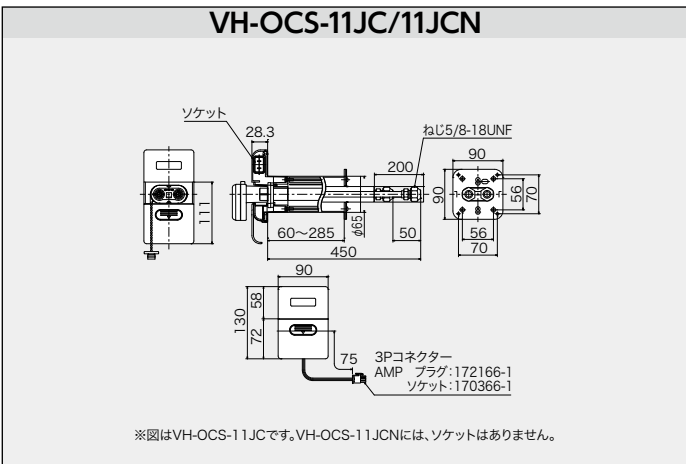 VH-OCS-11JC/11JCN
ソケット
28.3
ねじ5/8-18UNF
200
90
111
φ65
90
56
70
60〜285
50
56
450
70
90
130
58
72
75
3Pコネクター
AMP プラグ:172166-1
ソケット:170366-1
※図はVH-OCS-11JCです。VH-OCS-11JCNには、ソケットはありません。